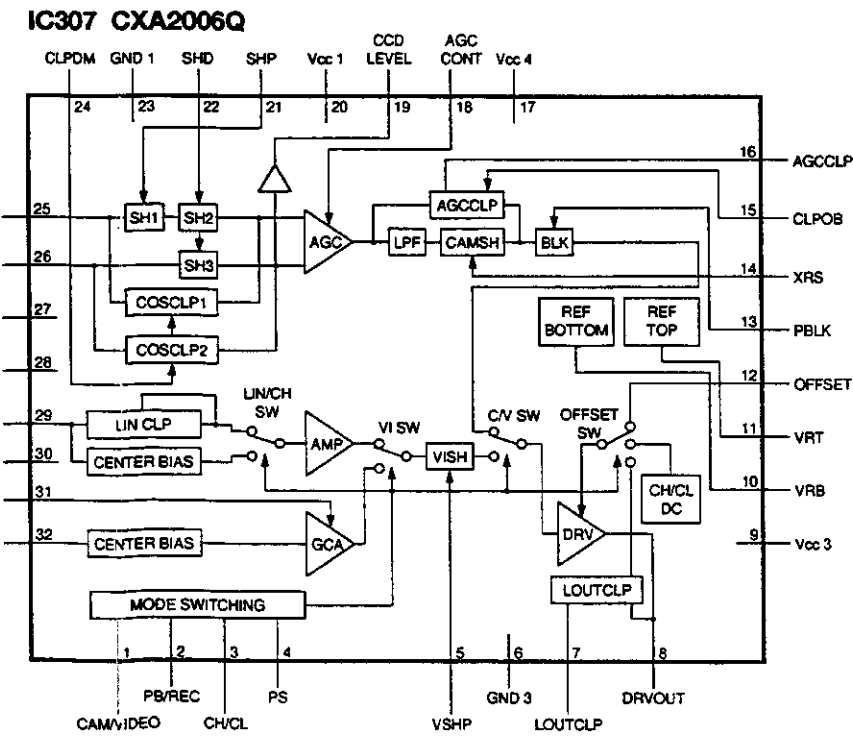 IC307 CXA2006Q
CLPDM GND 1 SHD SHP Vcc 1 CCD LEVEL AGC CONT Vcc 4
24 23 22 21 20 19 18 17
16 AGCCLP
AGCCLP
15 CLPOB
25 SH1 SH2 AGC LPF CAMSH BLK
26 SH3
14 XRS
COSCLP1
27
REF BOTTOM REF TOP
13 PBLK
COSCLP2
28
12 OFFSET
LIN/CH SW
C/V SW OFFSET SW
29 LIN CLP
VI SW
11 VRT
AMP
30 CENTER BIAS
VISH
31
10 VRB
CH/CL DC
32 CENTER BIAS
GCA
DRV
9 Vcc 3
LOUTCLP
MODE SWITCHING
1 2 3 4 5 6 7 8
PB/REC PS GND 3 DRVOUT
CAM/VIDEO CH/CL VSHP LOUTCLP